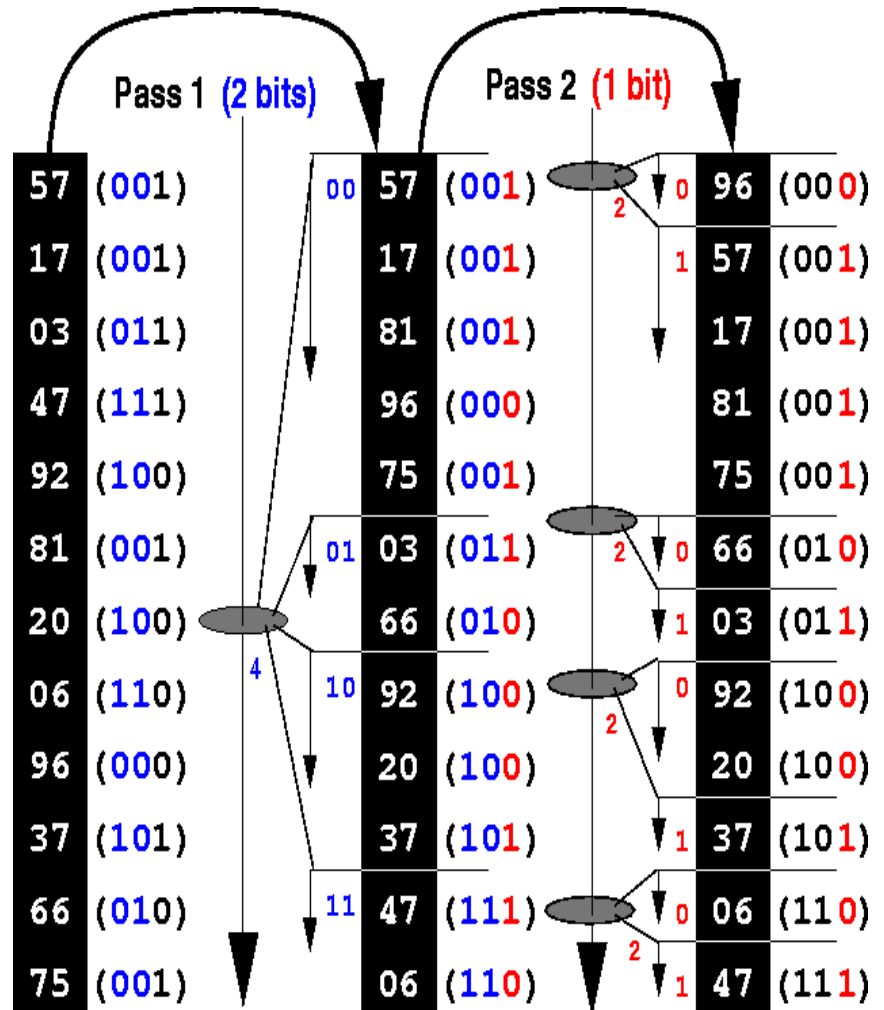 Pass 1 (2 bits) Pass 2 (1 bit)
57 (001) 00 57 (001) 2 0 96 (000)
17 (001) 17 (001) 1 57 (001)
03 (011) 81 (001) 17 (001)
47 (111) 96 (000) 81 (001)
92 (100) 75 (001) 75 (001)
81 (001) 01 03 (011) 2 0 66 (010)
20 (100) 66 (010) 1 03 (011)
4
06 (110) 10 92 (100) 2 0 92 (100)
96 (000) 20 (100) 20 (100)
37 (101) 37 (101) 1 37 (101)
66 (010) 11 47 (111) 2 0 06 (110)
75 (001) 06 (110) 1 47 (111)